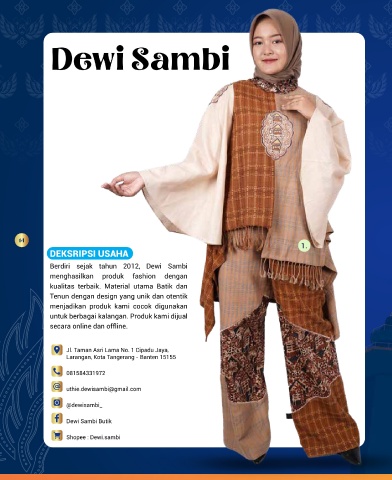 Dewi Sambi
1.
DEKSRIPSI USAHA
Berdiri sejak tahun 2012, Dewi Sambi
menghasilkan produk fashion dengan
kualitas terbaik. Material utama Batik dan
Tenun dengan design yang unik dan otentik
menjadikan produk kami cocok digunakan
untuk berbagai kalangan. Produk kami dijual
secara online dan offline.
Jl. Taman Asri Lama No. 1 Cipadu Jaya,
Larangan, Kota Tangerang - Banten 15155
081584331972
uthie.dewisambi@gmail.com
@dewisambi_
Dewi Sambi Butik
Shopee : Dewi.sambi